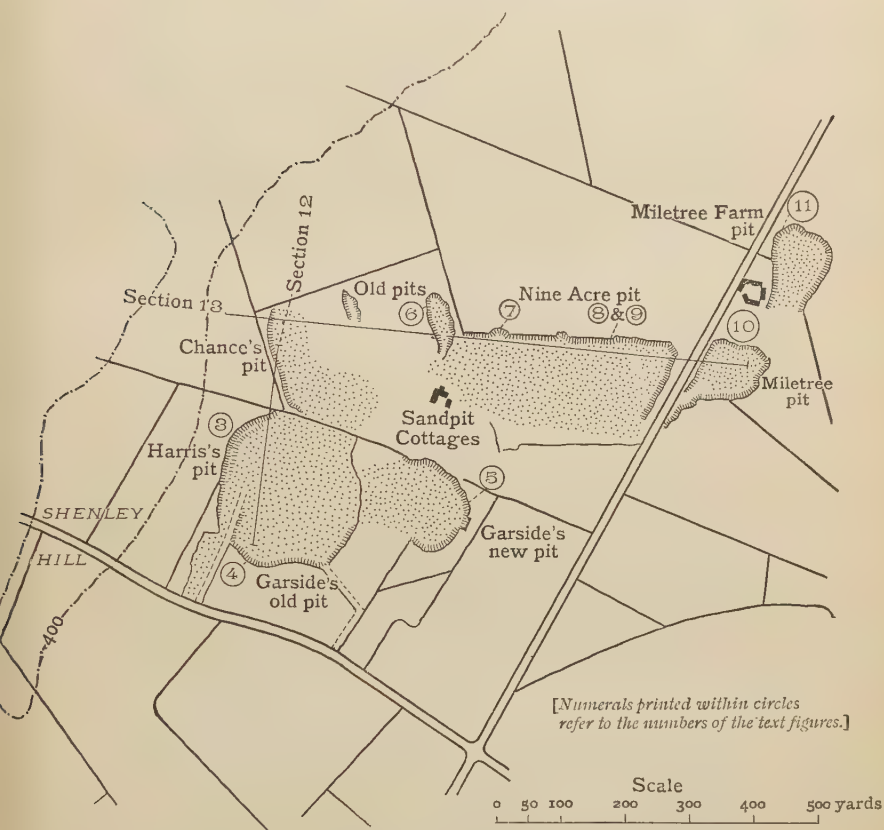 Section 12
Miletree Farm
pit
11
Section 13
Old pits
6
7
Nine Acre pit
8 & 9
10
Chance's
pit
Miletree
pit
Sandpit
Cottages
3
Harris's
pit
5
SHENLEY
HILL
Garside's
new pit
4
Garside's
old pit
400
[Numerals printed within circles
refer to the numbers of the text figures.]
Scale
0 50 100 200 300 400 500 yards